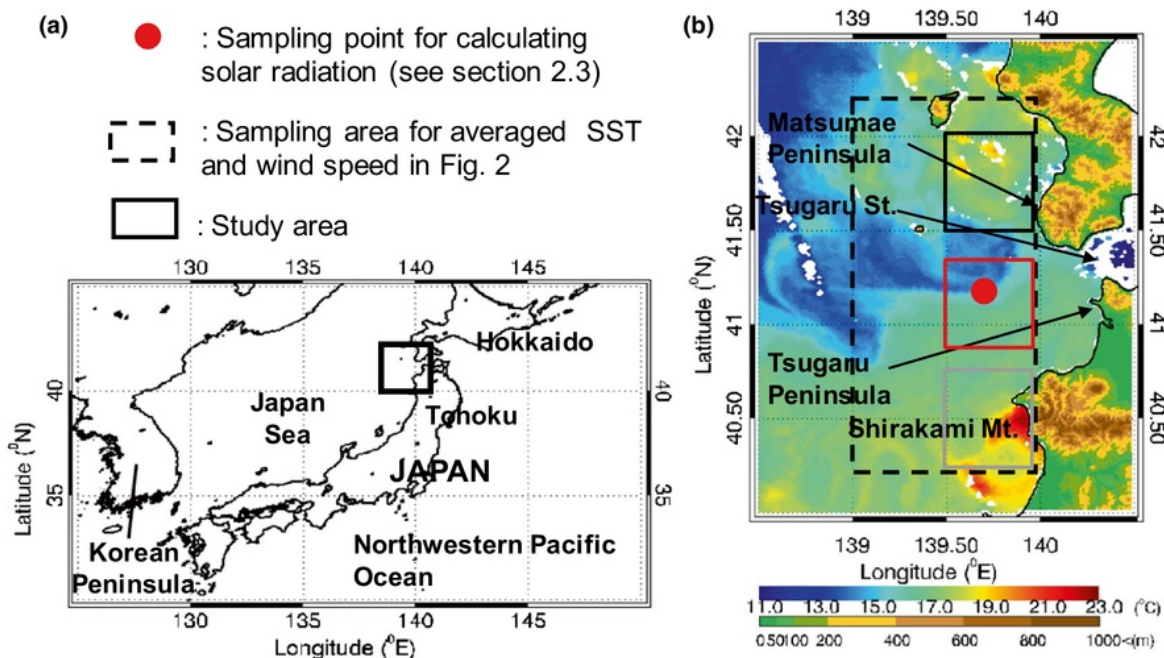 (a)
: Sampling point for calculating
solar radiation (see section 2.3)
: Sampling area for averaged SST
and wind speed in Fig. 2
: Study area
130 135 140 145
Hokkaido
40 40
Tohoku
Japan
Sea
JAPAN
35 35
Korean
Peninsula
Northwestern Pacific
Ocean
130 135 140 145
Longitude (⁰E)
Latitude (⁰N)
(b)
139 139.50 140
Matsumae
Peninsula
42 42
Tsugaru St.
41.50 41.50
41 41
Tsugaru
Peninsula
40.50 40.50
Shirakami Mt.
139 139.50 140
Longitude (⁰E)
Latitude (⁰N)
11.0 13.0 15.0 17.0 19.0 21.0 23.0 (⁰C)
0 50 100 200 400 600 800 1000<(m)